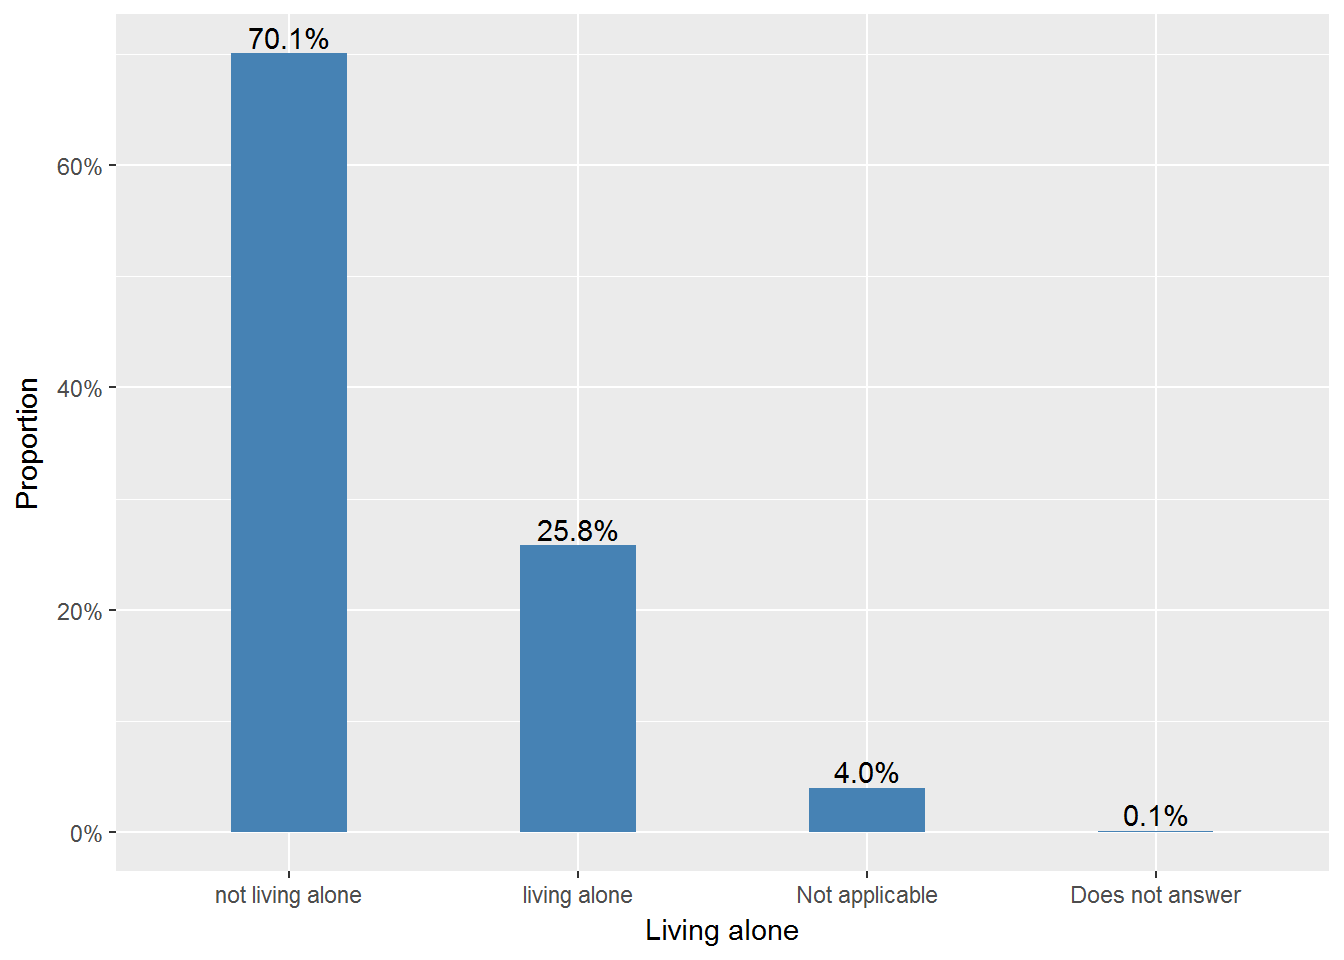 70.1%
60%
40%
25.8%
20%
4.0%
0.1%
0%
Proportion
not living alone
living alone
Not applicable
Does not answer
Living alone